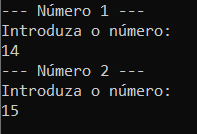 --- Número 1 ---
Introduza o número:
14
--- Número 2 ---
Introduza o número:
15